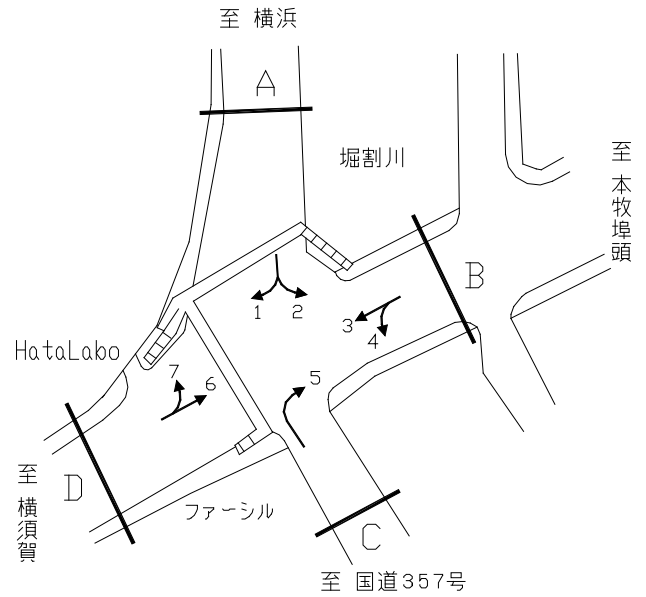 至 横浜
A
堀割川
至 本牧埠頭
B
1
2
3
4
HataLabo
7
6
5
至 横須賀
D
ファーシル
C
至 国道357号